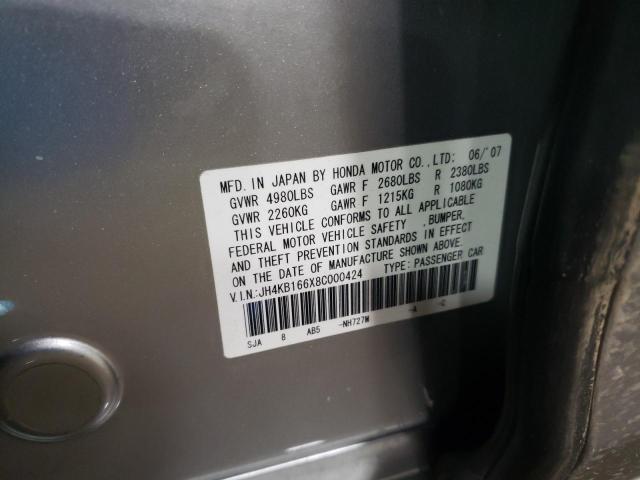 MFD. IN JAPAN BY HONDA MOTOR CO., LTD: 06/'07
GVWR 4980LBS GAWR F 2680LBS R 2380LBS
GVWR 2260KG GAWR F 1215KG R 1080KG
THIS VEHICLE CONFORMS TO ALL APPLICABLE
FEDERAL MOTOR VEHICLE SAFETY ,BUMPER,
AND THEFT PREVENTION STANDARDS IN EFFECT
ON THE DATE OF MANUFACTURE SHOWN ABOVE.
V.I.N.:JH4KB166X8C000424 TYPE: PASSENGER CAR
SJA 8 AB5 -NH727M -A -C